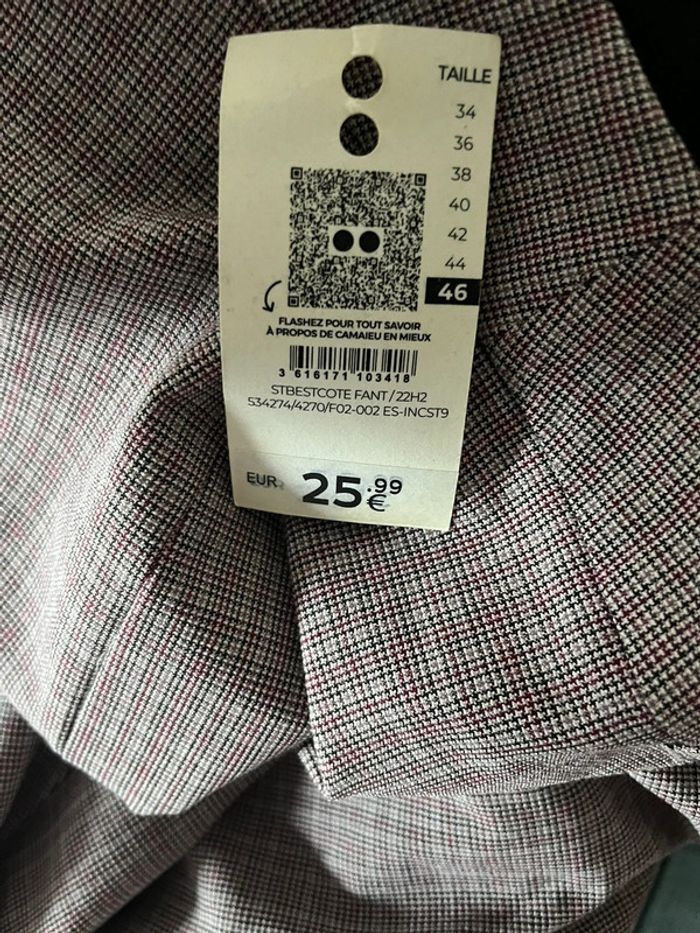 TAILLE
34
36
38
40
42
44
46
FLASHEZ POUR TOUT SAVOIR
À PROPOS DE CAMAIEU EN MIEUX
3 616171 103418
STBESTCOTE FANT / 22H2
534274/4270/F02-002 ES-INCST9
EUR 25.99 €